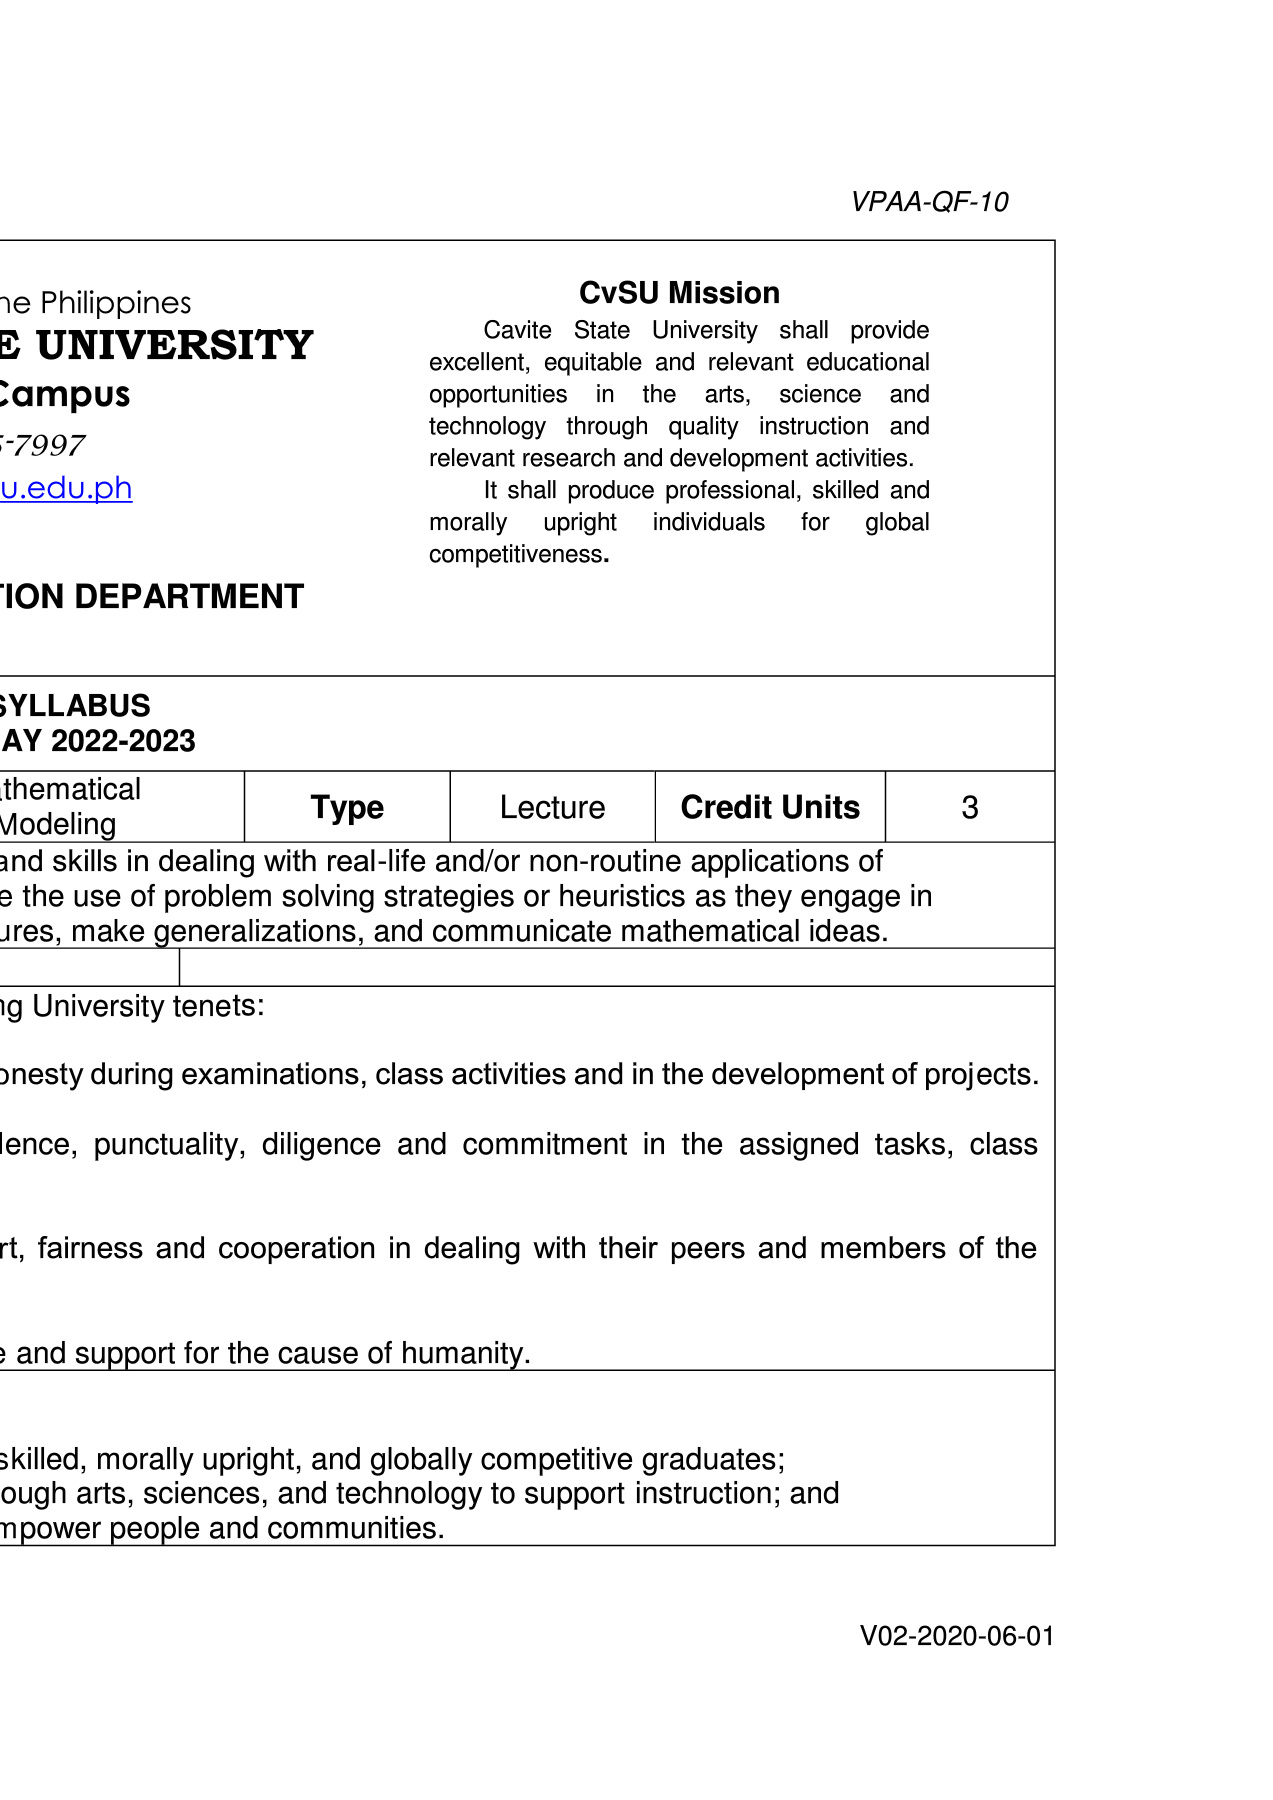 VPAA-QF-10
he Philippines
E UNIVERSITY
Campus
5-7997
u.edu.ph
TION DEPARTMENT
CvSU Mission
Cavite State University shall provide
excellent, equitable and relevant educational
opportunities in the arts, science and
technology through quality instruction and
relevant research and development activities.
It shall produce professional, skilled and
morally upright individuals for global
competitiveness.
SYLLABUS
AY 2022-2023
thematical
Modeling
Type
Lecture
Credit Units
3
and skills in dealing with real-life and/or non-routine applications of
e the use of problem solving strategies or heuristics as they engage in
ures, make generalizations, and communicate mathematical ideas.
ng University tenets:
onesty during examinations, class activities and in the development of projects.
dence, punctuality, diligence and commitment in the assigned tasks, class
rt, fairness and cooperation in dealing with their peers and members of the
e and support for the cause of humanity.
skilled, morally upright, and globally competitive graduates;
ough arts, sciences, and technology to support instruction; and
mpower people and communities.
V02-2020-06-01